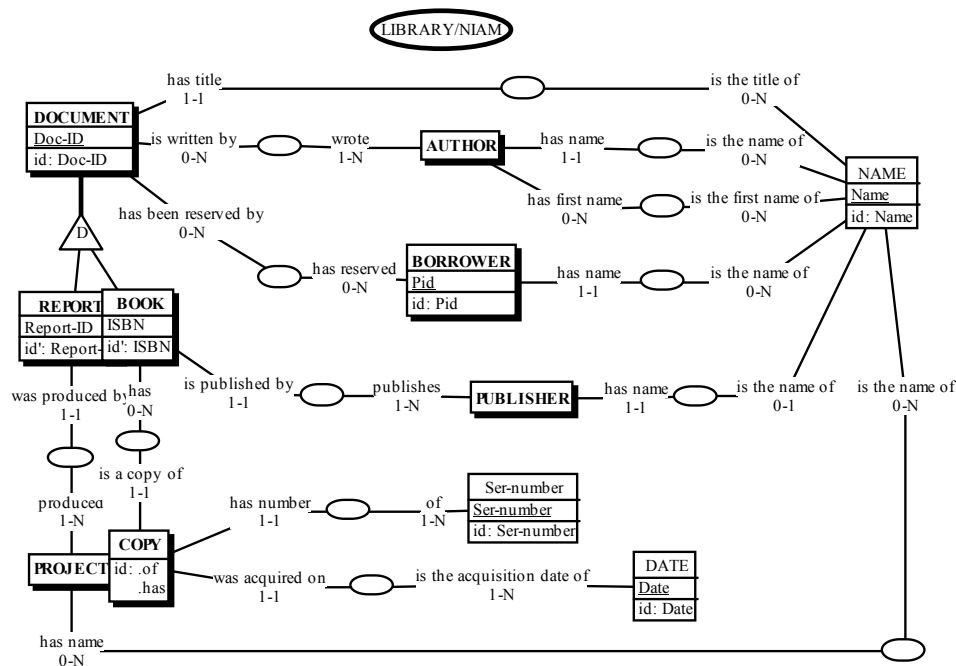 LIBRARY/NIAM
has title
1-1
is the title of
0-N
DOCUMENT
Doc-ID
id: Doc-ID
is written by
0-N
wrote
1-N
AUTHOR
has name
1-1
is the name of
0-N
has first name
0-N
is the first name of
0-N
NAME
Name
id: Name
has been reserved by
0-N
has reserved
0-N
BORROWER
Pid
id: Pid
has name
1-1
is the name of
0-N
D
REPORT
Report-ID
id': Report-
BOOK
ISBN
id': ISBN
is published by
1-1
publishes
1-N
PUBLISHER
has name
1-1
is the name of
0-1
is the name of
0-N
was produced by
1-1
has
0-N
is a copy of
1-1
produced
1-N
PROJECT
COPY
id: .of
.has
has number
1-1
of
1-N
Ser-number
Ser-number
id: Ser-number
was acquired on
1-1
is the acquisition date of
1-N
DATE
Date
id: Date
has name
0-N